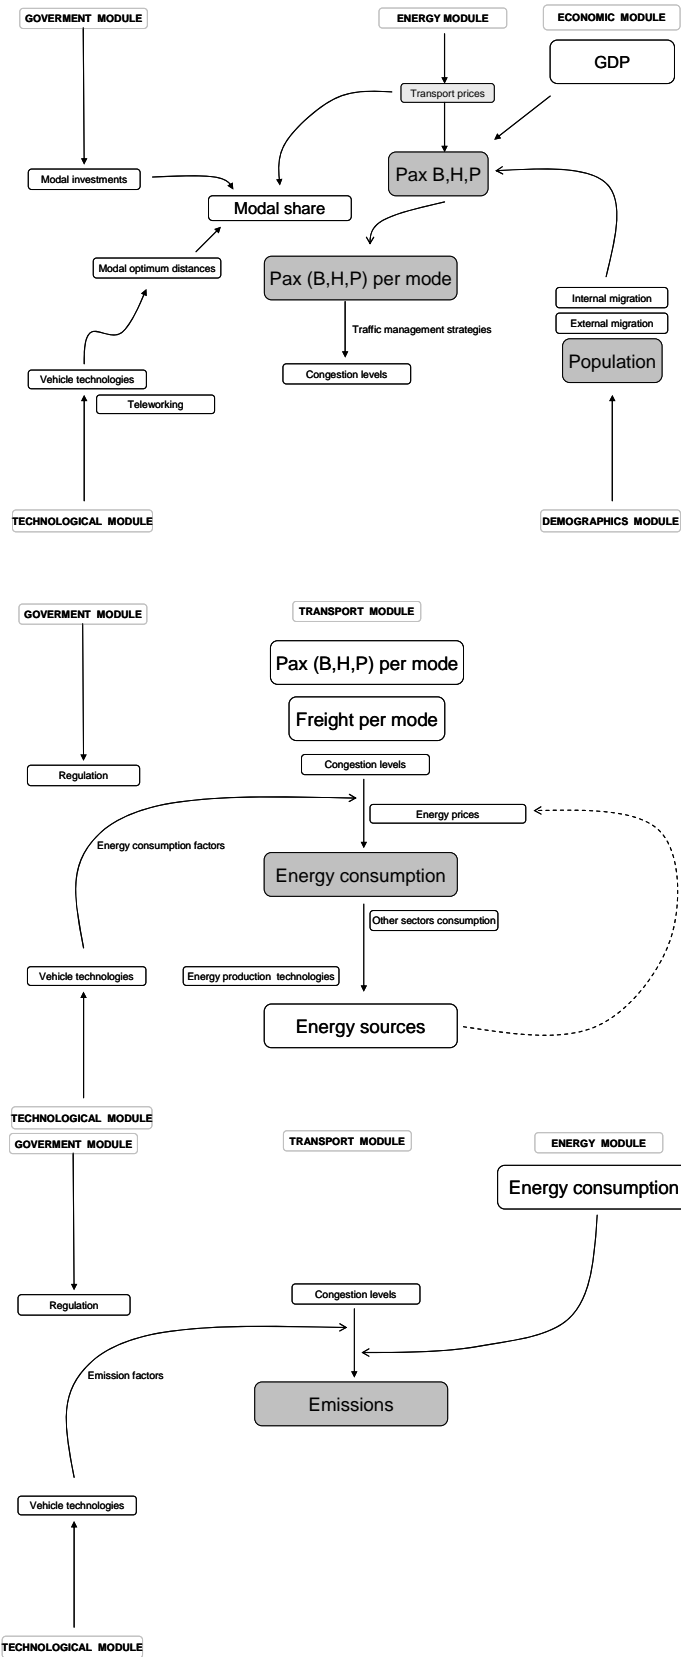 GOVERMENT MODULE
ENERGY MODULE
ECONOMIC MODULE
GDP
Transport prices
Pax B,H,P
Modal investments
Modal share
Modal optimum distances
Pax (B,H,P) per mode
Internal migration
External migration
Traffic management strategies
Population
Vehicle technologies
Congestion levels
Teleworking
TECHNOLOGICAL MODULE
DEMOGRAPHICS MODULE
GOVERMENT MODULE
TRANSPORT MODULE
Pax (B,H,P) per mode
Freight per mode
Congestion levels
Regulation
Energy prices
Energy consumption factors
Energy consumption
Other sectors consumption
Vehicle technologies
Energy production technologies
Energy sources
TECHNOLOGICAL MODULE
GOVERMENT MODULE
TRANSPORT MODULE
ENERGY MODULE
Energy consumption
Congestion levels
Regulation
Emission factors
Emissions
Vehicle technologies
TECHNOLOGICAL MODULE